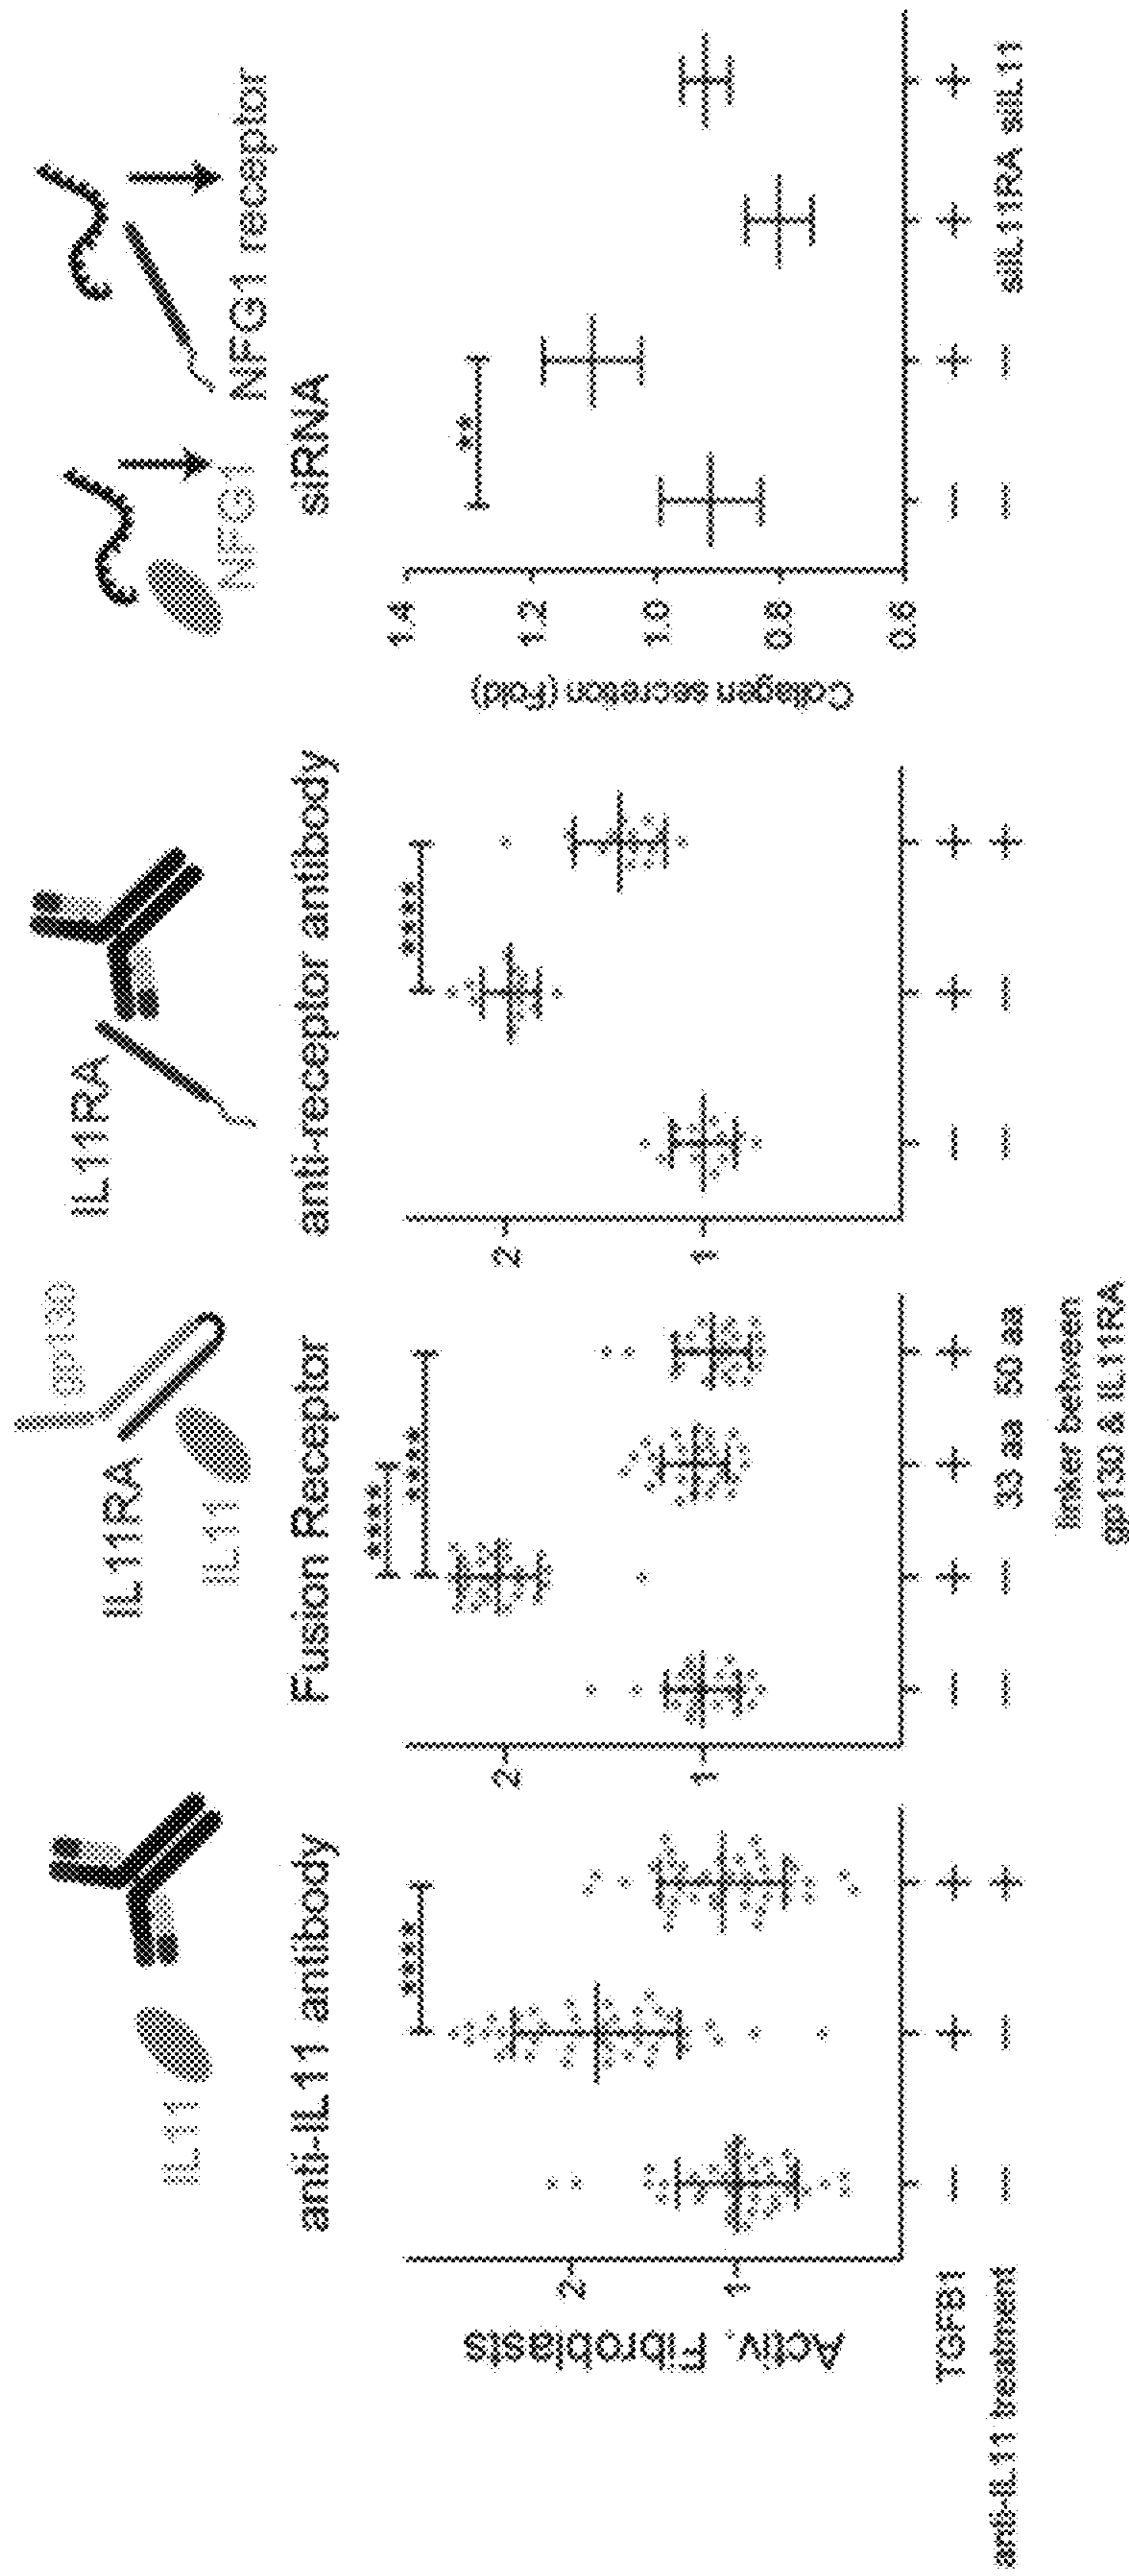 IL11
anti-IL11 antibody
****
Activ. Fibroblasts
2
1
TGFB1 − + +
anti-IL11 treatment − − +
gp130
IL11RA
IL11
Fusion Receptor
****
****
2
1
− + + +
− − 33 aa 50 aa
linker between
gp130 & IL11RA
IL11RA
anti-receptor antibody
****
2
1
− + +
− − +
NFG1
NFG1 receptor
siRNA
**
Collagen secretion (Fold)
1.4
1.2
1.0
0.8
0.6
− + + +
− − siIL11RA siIL11